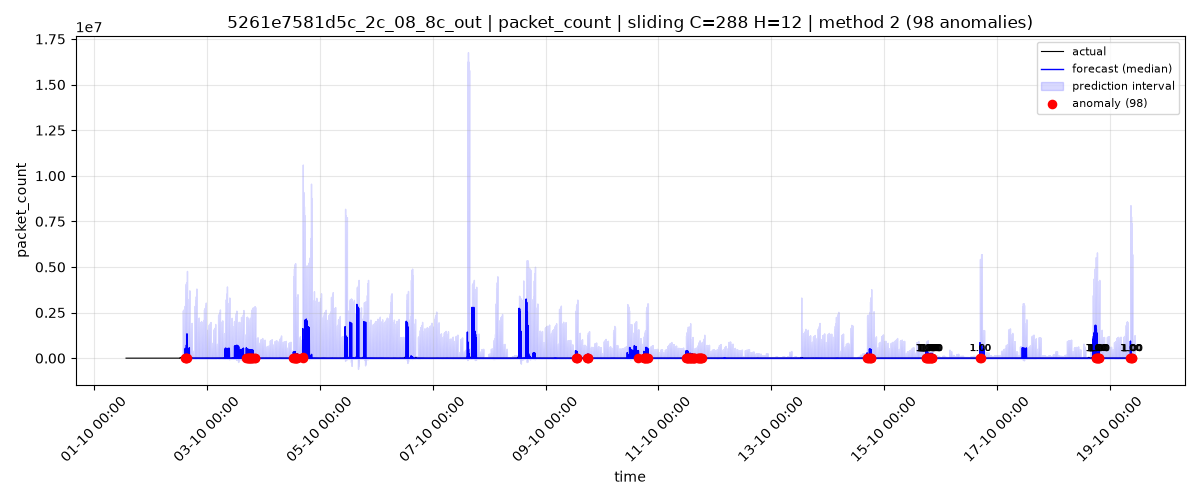 5261e7581d5c_2c_08_8c_out | packet_count | sliding C=288 H=12 | method 2 (98 anomalies)
1e7
1.75
1.50
1.25
1.00
0.75
0.50
0.25
0.00
packet_count
actual
forecast (median)
prediction interval
anomaly (98)
1.00
1.00
01-10 00:00
03-10 00:00
05-10 00:00
07-10 00:00
09-10 00:00
11-10 00:00
13-10 00:00
15-10 00:00
17-10 00:00
19-10 00:00
time